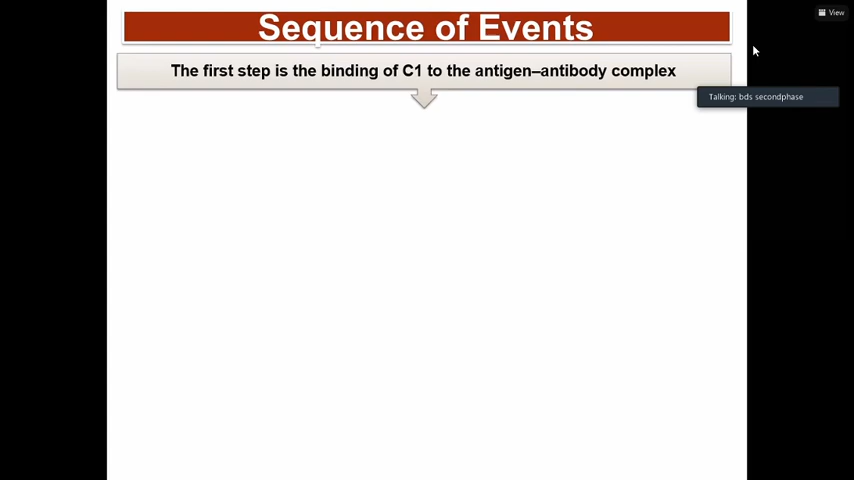 Sequence of Events
View
The first step is the binding of C1 to the antigen–antibody complex
Talking: bds secondphase